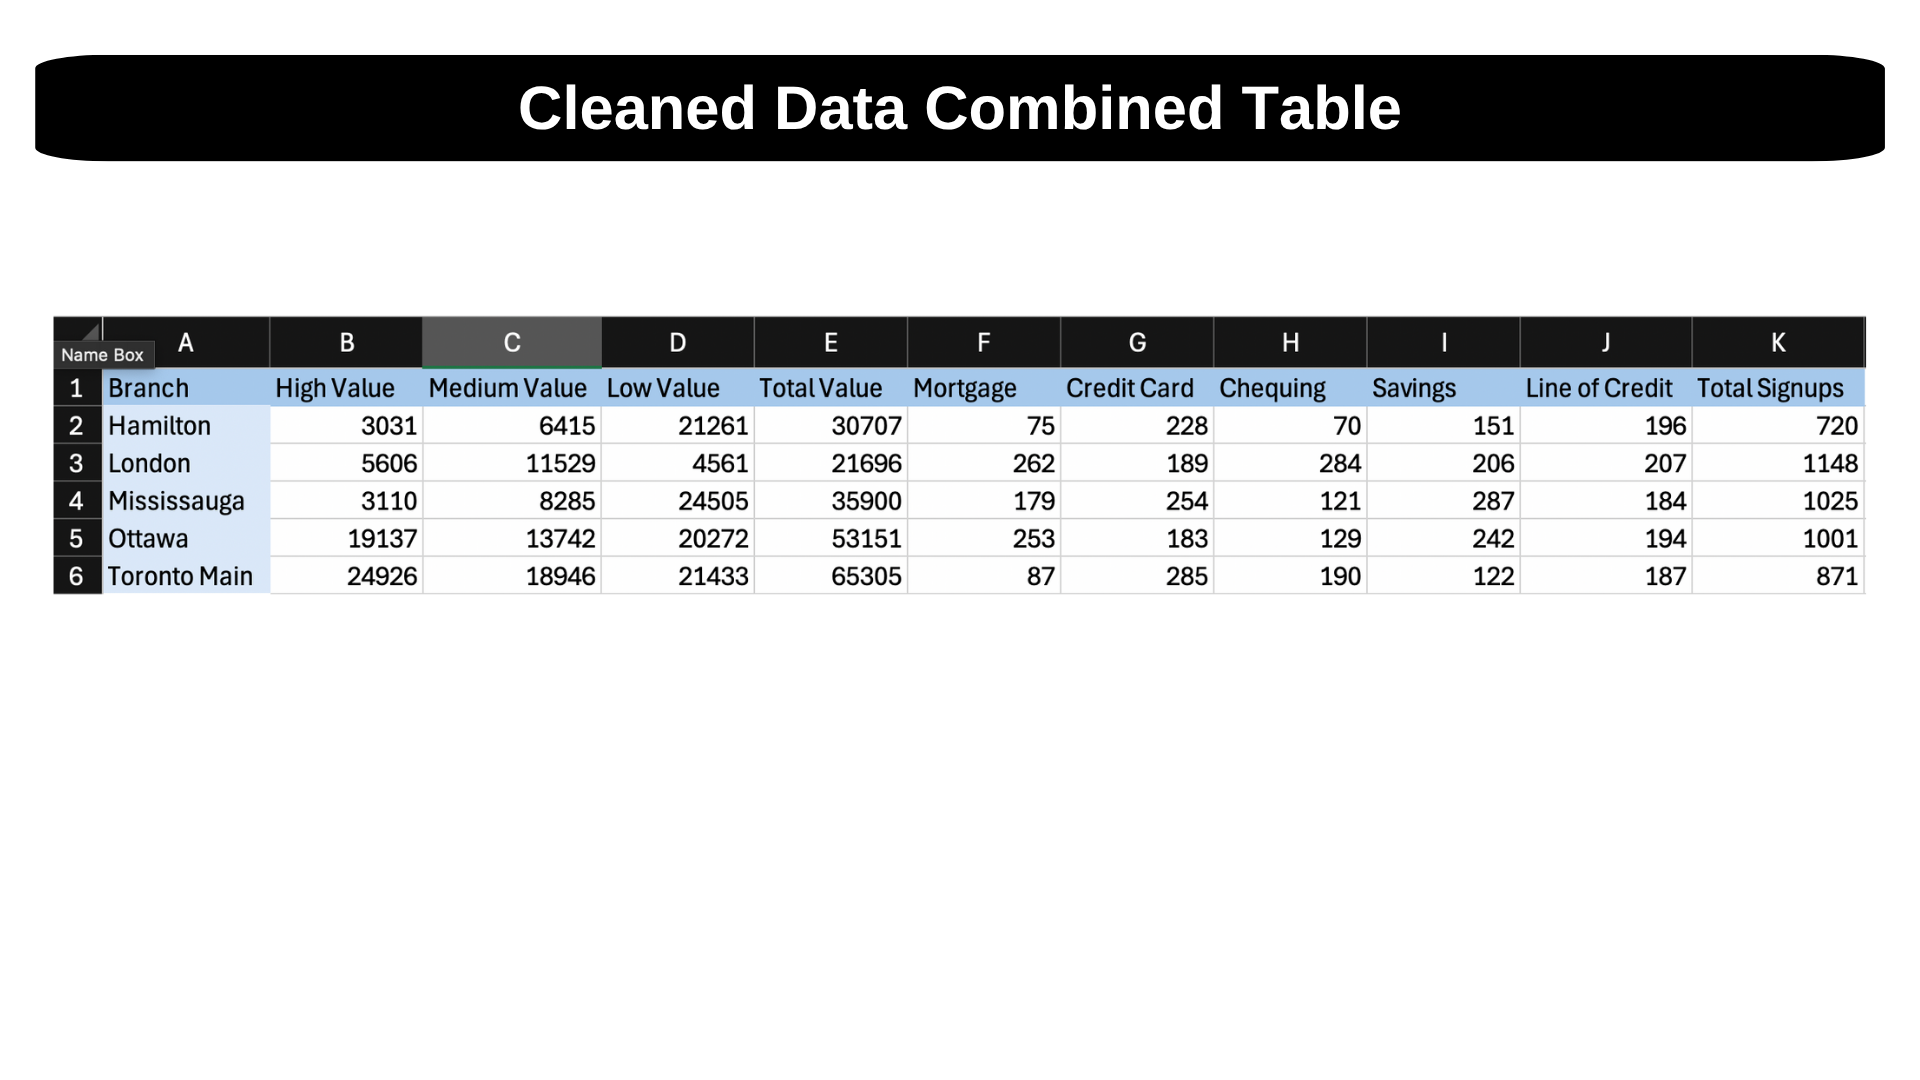 Cleaned Data Combined Table
A B C D E F G H I J K
Name Box
1 Branch High Value Medium Value Low Value Total Value Mortgage Credit Card Chequing Savings Line of Credit Total Signups
2 Hamilton 3031 6415 21261 30707 75 228 70 151 196 720
3 London 5606 11529 4561 21696 262 189 284 206 207 1148
4 Mississauga 3110 8285 24505 35900 179 254 121 287 184 1025
5 Ottawa 19137 13742 20272 53151 253 183 129 242 194 1001
6 Toronto Main 24926 18946 21433 65305 87 285 190 122 187 871